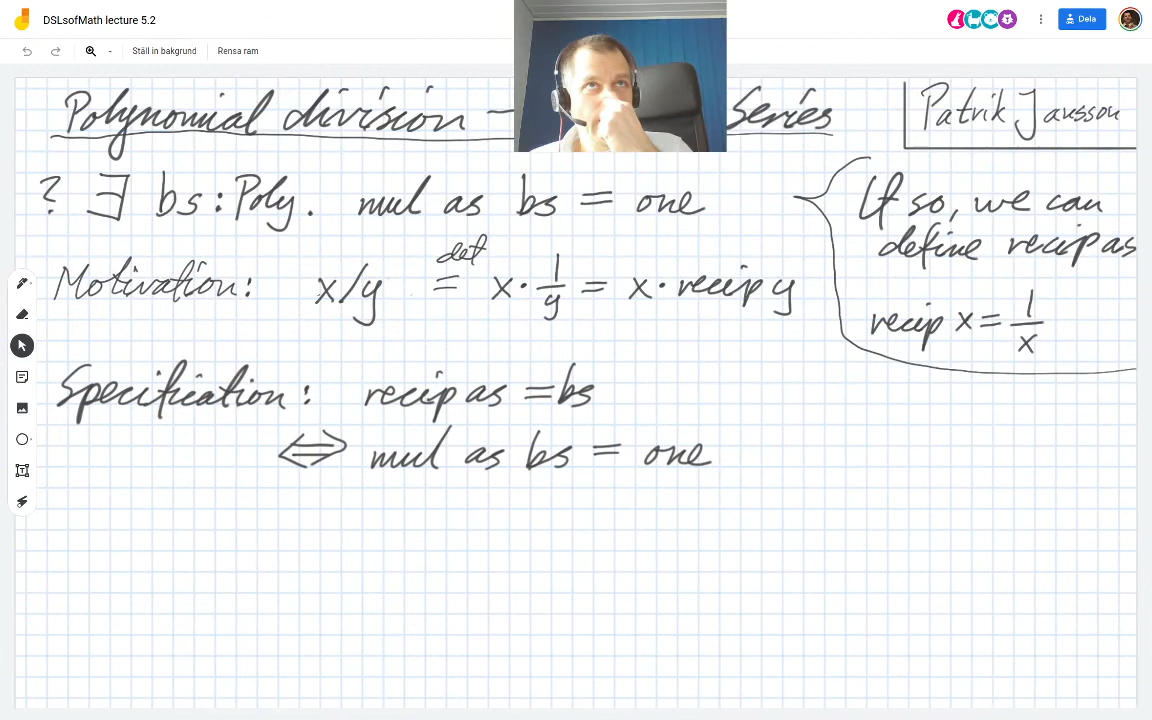 DSLsofMath lecture 5.2
Dela
Ställ in bakgrund
Rensa ram
Polynomial division - Series
Patrik Jansson
? ∃ bs : Poly. mul as bs = one
If so, we can
define recip as
recip x = 1/x
Motivation: x/y def = x · 1/y = x · recip y
Specification: recip as = bs
⇔ mul as bs = one